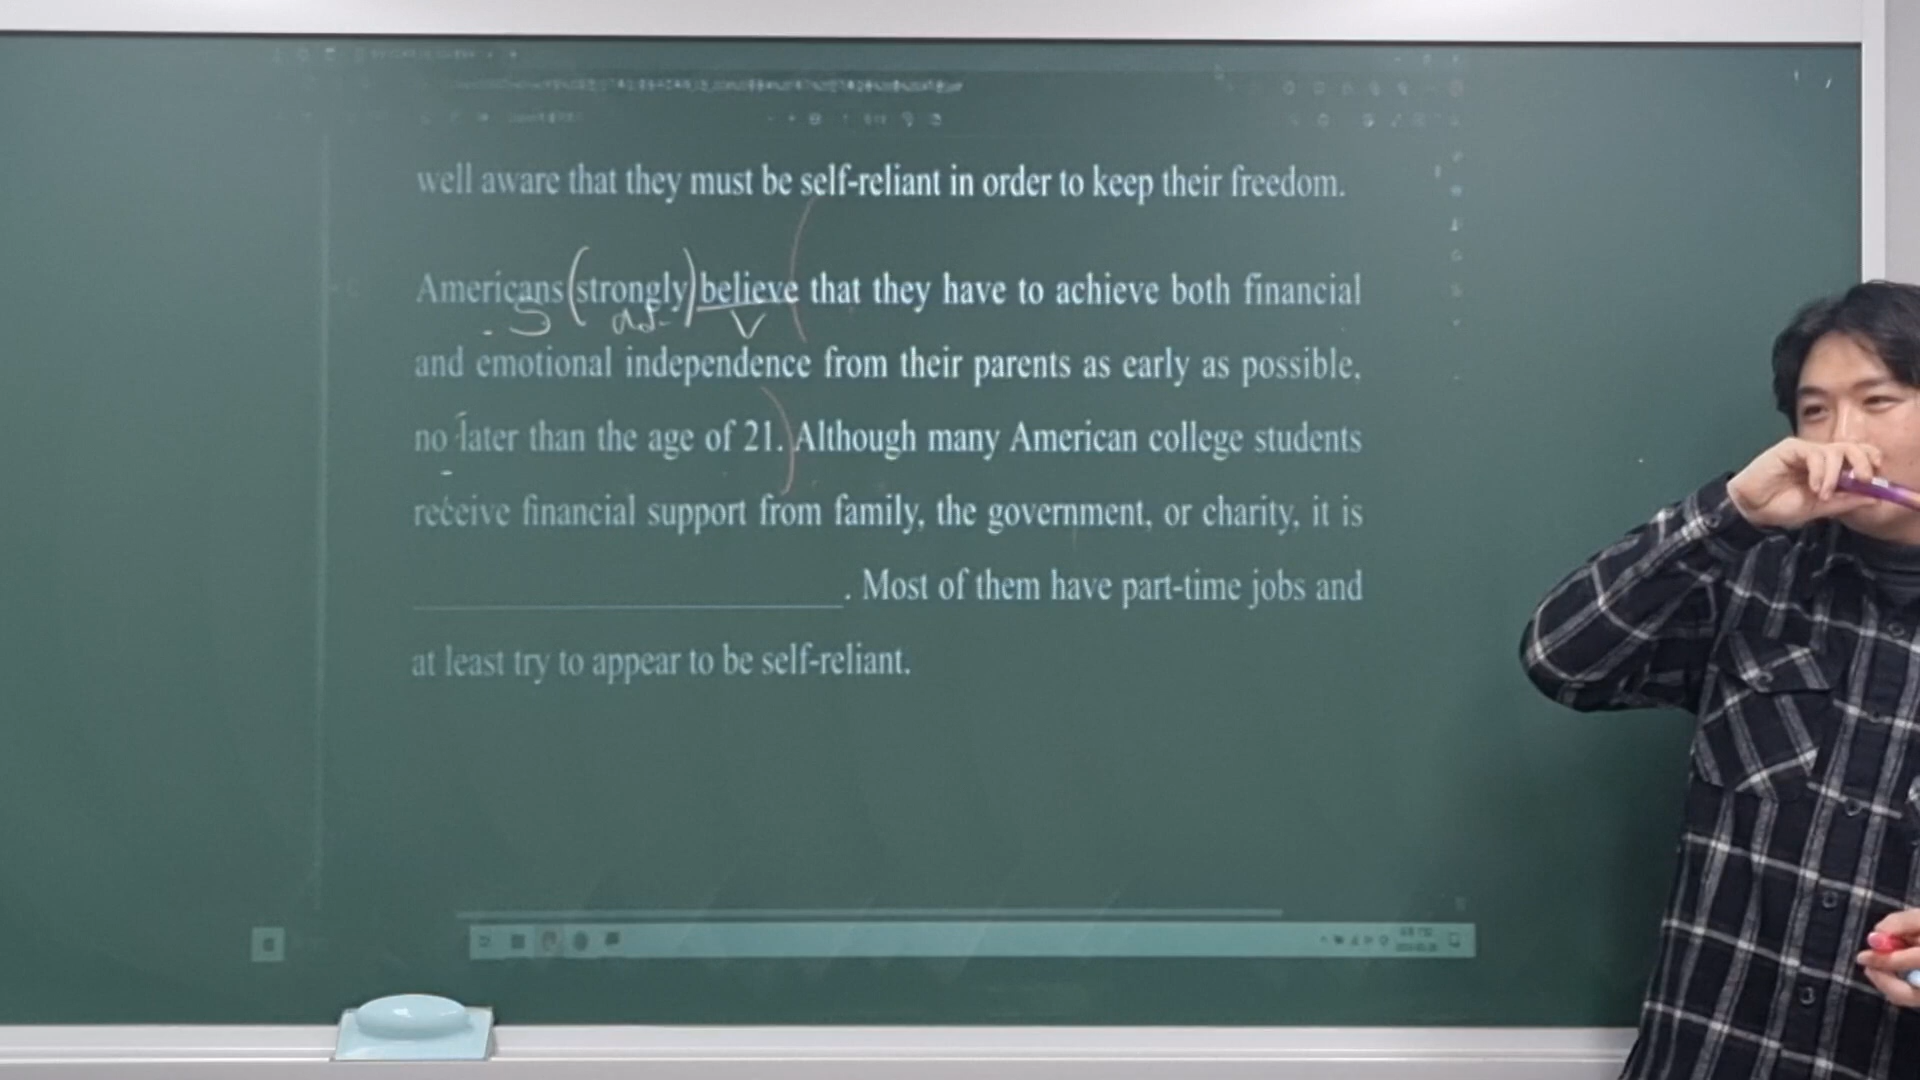 well aware that they must be self-reliant in order to keep their freedom.
Americans (strongly) believe that they have to achieve both financial
S ad V
and emotional independence from their parents as early as possible,
no later than the age of 21. Although many American college students
receive financial support from family, the government, or charity, it is
. Most of them have part-time jobs and
at least try to appear to be self-reliant.